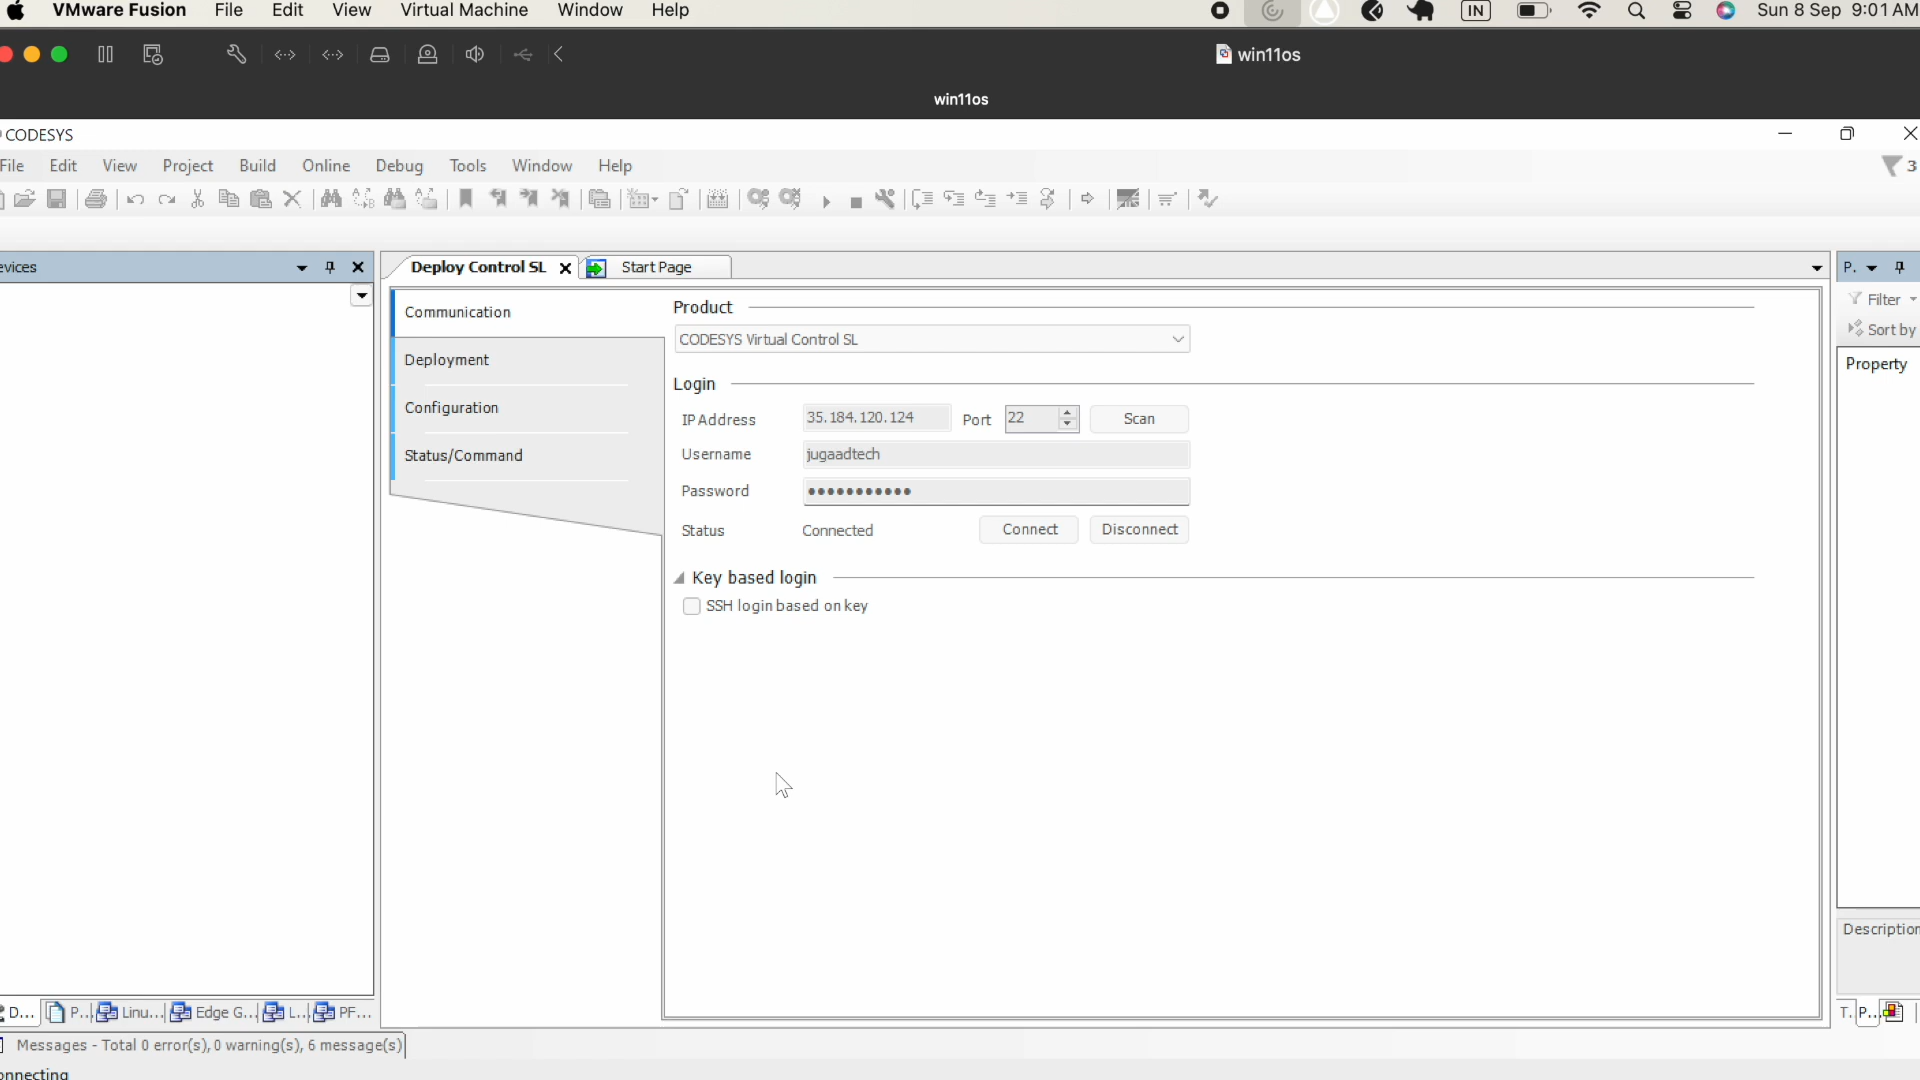 VMware Fusion File Edit View Virtual Machine Window Help IN Sun 8 Sep 9:01 AM
win11os
win11os
CODESYS
File Edit View Project Build Online Debug Tools Window Help 3
evices
Deploy Control SL Start Page
P.
Communication
Deployment
Configuration
Status/Command
Product
CODESYS Virtual Control SL
Login
IP Address 35.184.120.124 Port 22 Scan
Username jugaadtech
Password ●●●●●●●●●●●
Status Connected Connect Disconnect
Key based login
SSH login based on key
Filter
Sort by
Property
Description
D... P... Linu... Edge G... L... PF...
T. P...
Messages - Total 0 error(s), 0 warning(s), 6 message(s)
onnecting